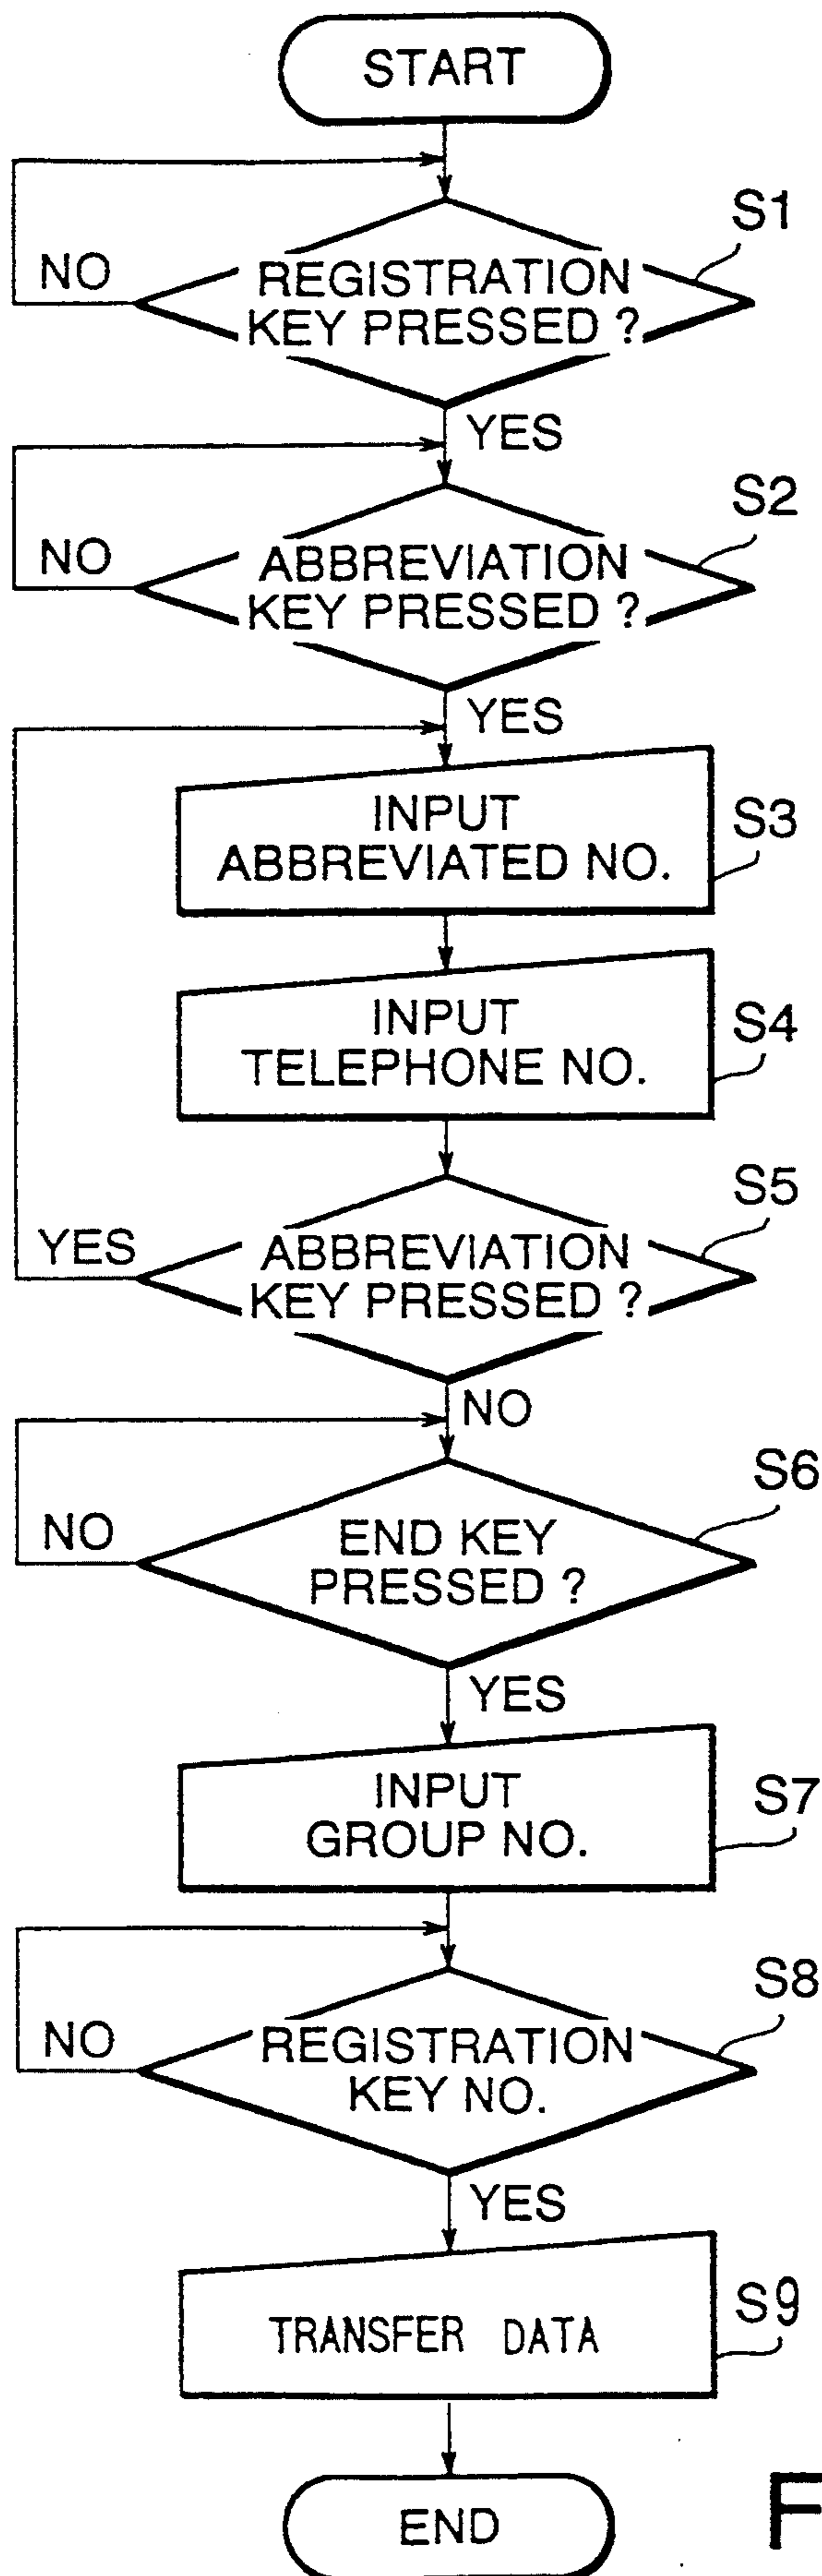 START
S1
NO
REGISTRATION
KEY PRESSED ?
YES
S2
NO
ABBREVIATION
KEY PRESSED ?
YES
INPUT
ABBREVIATED NO.
S3
INPUT
TELEPHONE NO.
S4
S5
YES
ABBREVIATION
KEY PRESSED ?
NO
S6
NO
END KEY
PRESSED ?
YES
INPUT
GROUP NO.
S7
S8
NO
REGISTRATION
KEY NO.
YES
S9
TRANSFER DATA
END
F